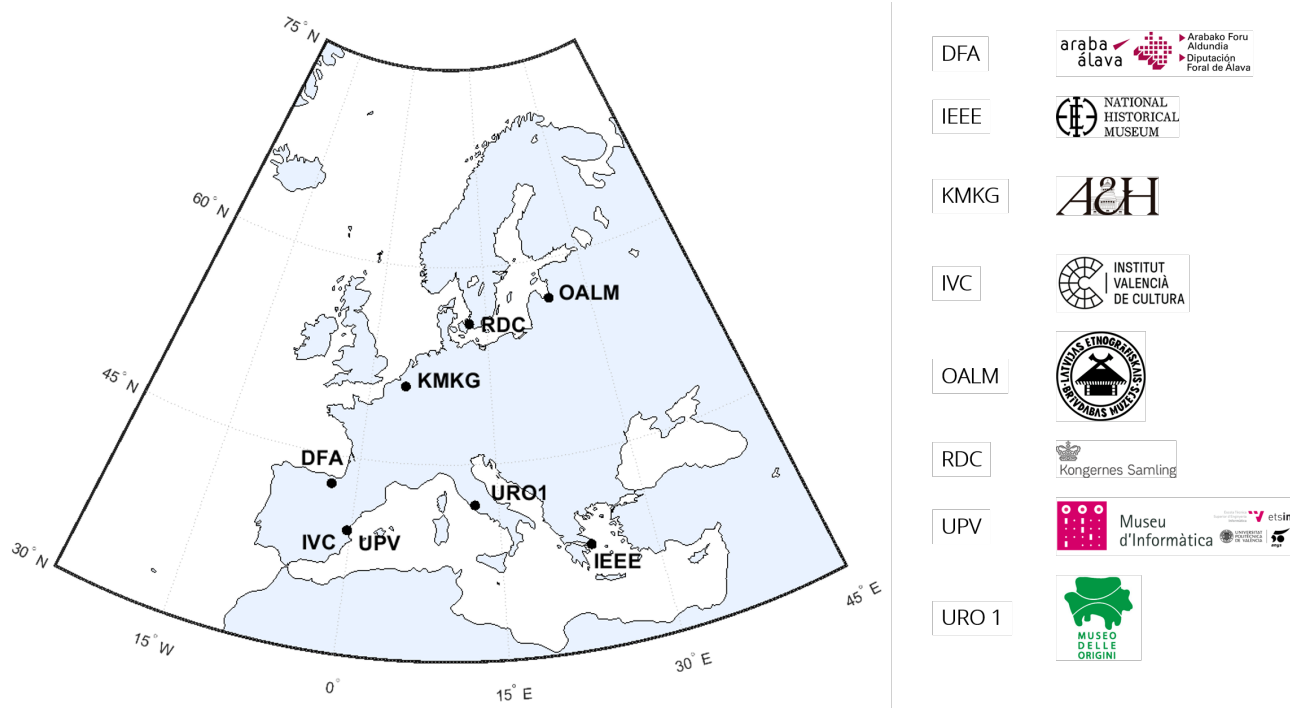 75° N
60° N
45° N
30° N
15° W
0°
15° E
30° E
45° E
OALM
RDC
KMKG
DFA
URO1
IVC
UPV
IEEE
DFA
araba
álava
Arabako Foru
Aldundia
Diputación
Foral de Álava
IEEE
NATIONAL
HISTORICAL
MUSEUM
KMKG
A&H
IVC
INSTITUT
VALENCIÀ
DE CULTURA
OALM
LATVIJAS ETNOGRĀFISKAIS
BRĪVDABAS MUZEJS
RDC
Kongernes Samling
UPV
Museu
d'Informàtica
etsin
UNIVERSITAT
POLITÈCNICA
DE VALÈNCIA
URO 1
MUSEO
DELLE
ORIGINI